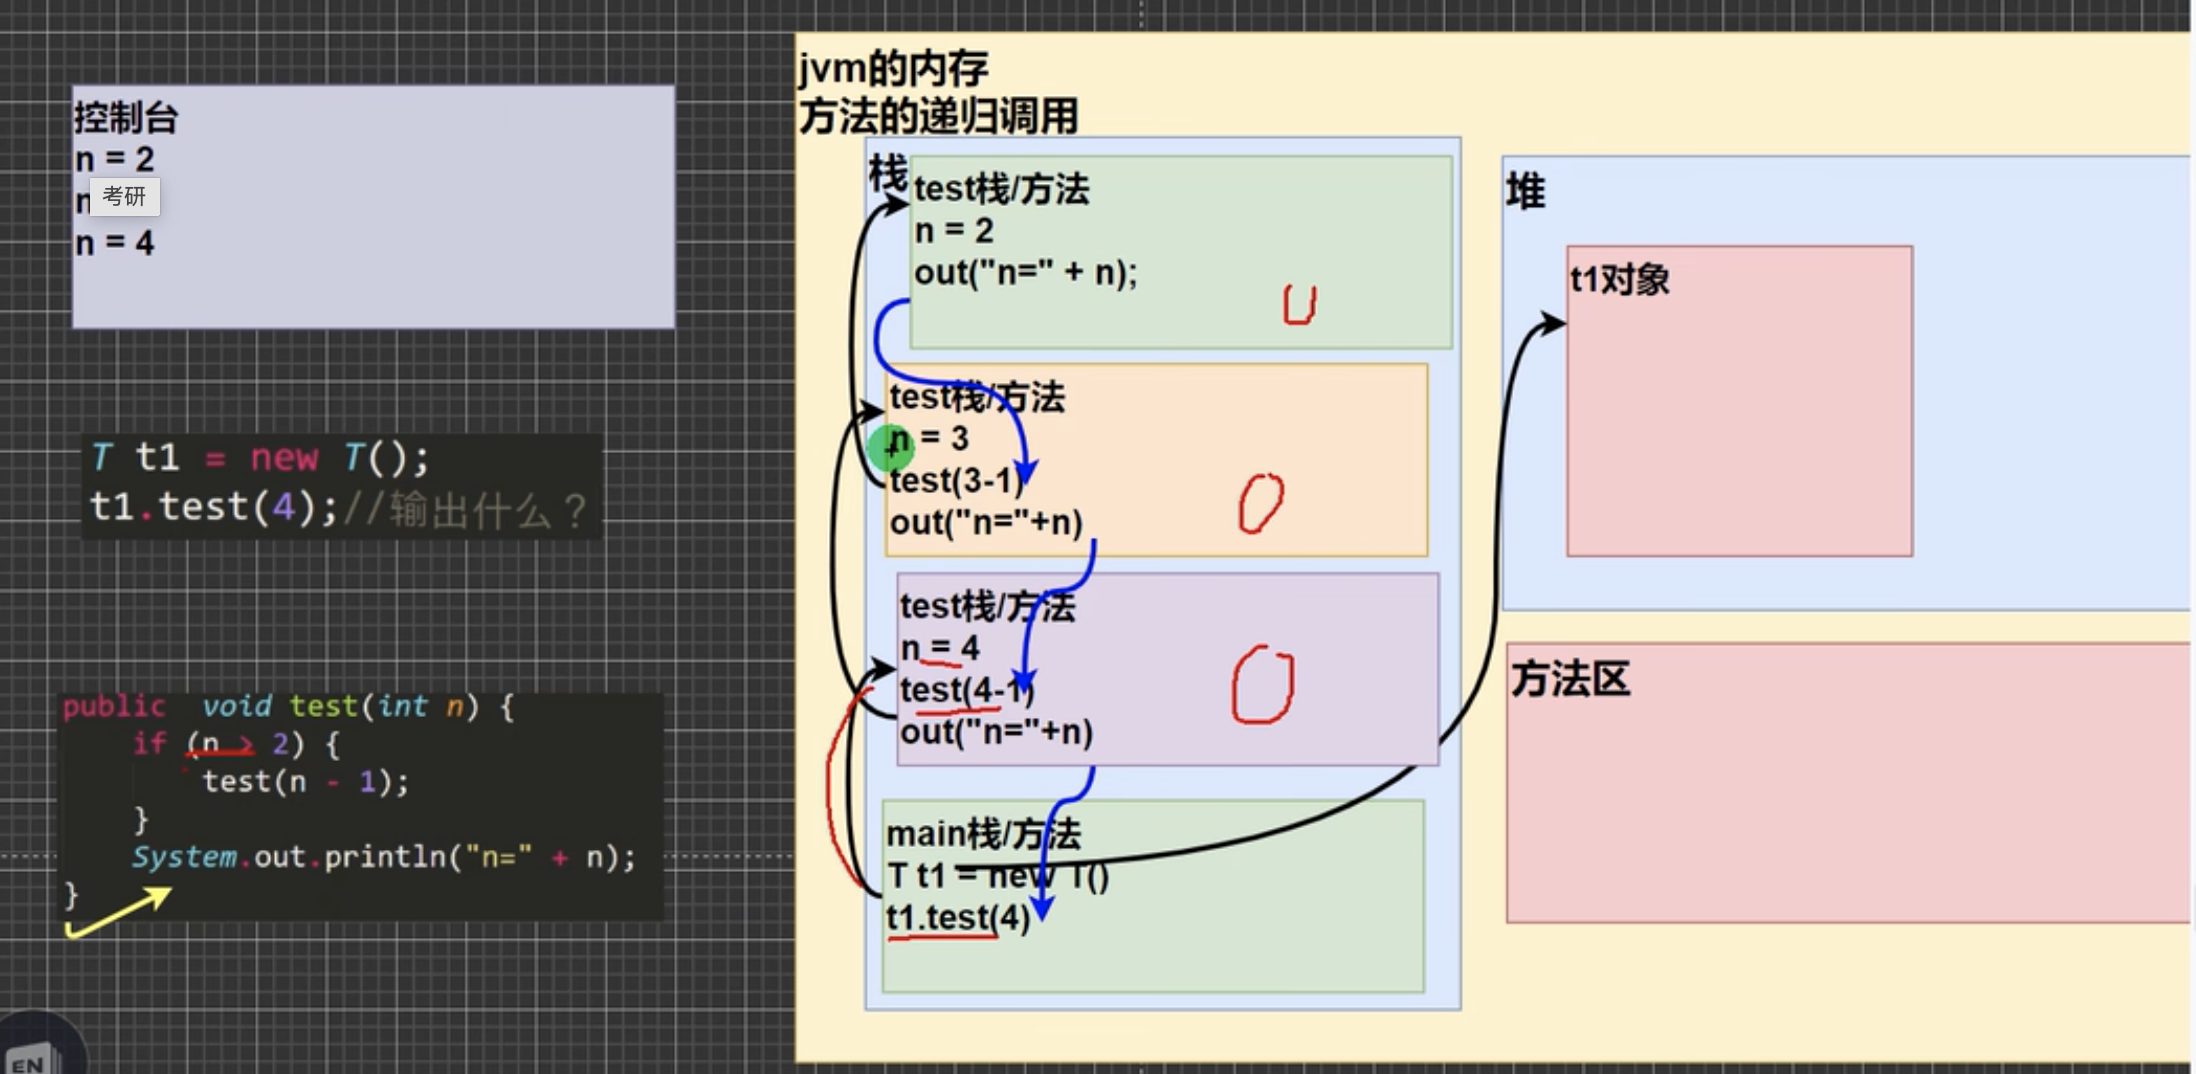 控制台
n = 2
n
考研
n = 4
T t1 = new T();
t1.test(4);//输出什么？
public void test(int n) {
if (n > 2) {
test(n - 1);
}
System.out.println("n=" + n);
}
EN
jvm的内存
方法的递归调用
栈
test栈/方法
n = 2
out("n=" + n);
test栈/方法
n = 3
test(3-1)
out("n="+n)
test栈/方法
n = 4
test(4-1)
out("n="+n)
main栈/方法
T t1 = new T()
t1.test(4)
堆
t1对象
方法区